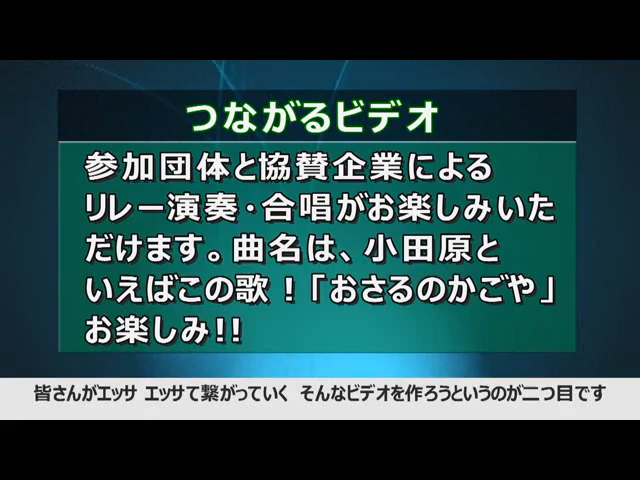 つながるビデオ
参加団体と協賛企業による
リレー演奏・合唱がお楽しみいた
だけます。曲名は、小田原と
いえばこの歌！「おさるのかごや」
お楽しみ!!
皆さんがエッサ エッサて繋がっていく そんなビデオを作ろうというのが二つ目です